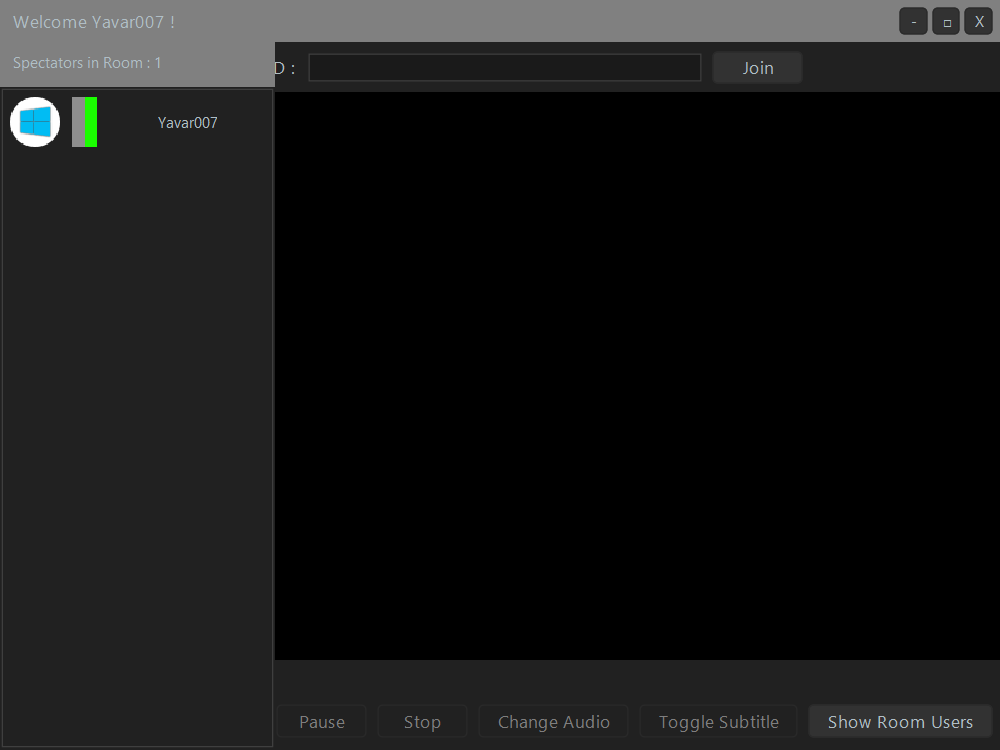 Welcome Yavar007 !
- X
Spectators in Room : 1
D :
Join
Yavar007
Pause Stop Change Audio Toggle Subtitle Show Room Users